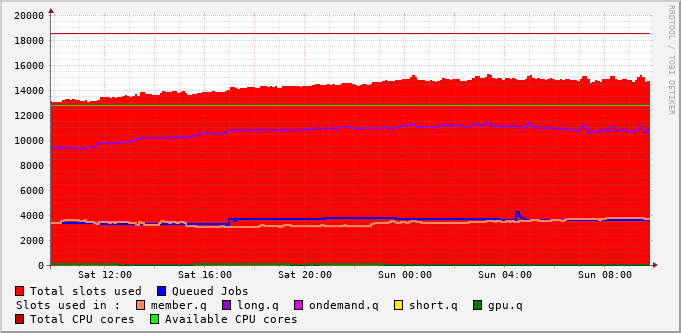 20000
18000
16000
14000
12000
10000
8000
6000
4000
2000
0
Sat 12:00 Sat 16:00 Sat 20:00 Sun 00:00 Sun 04:00 Sun 08:00
RRDTOOL / TOBI OETIKER
Total slots used Queued Jobs
Slots used in : member.q long.q ondemand.q short.q gpu.q
Total CPU cores Available CPU cores